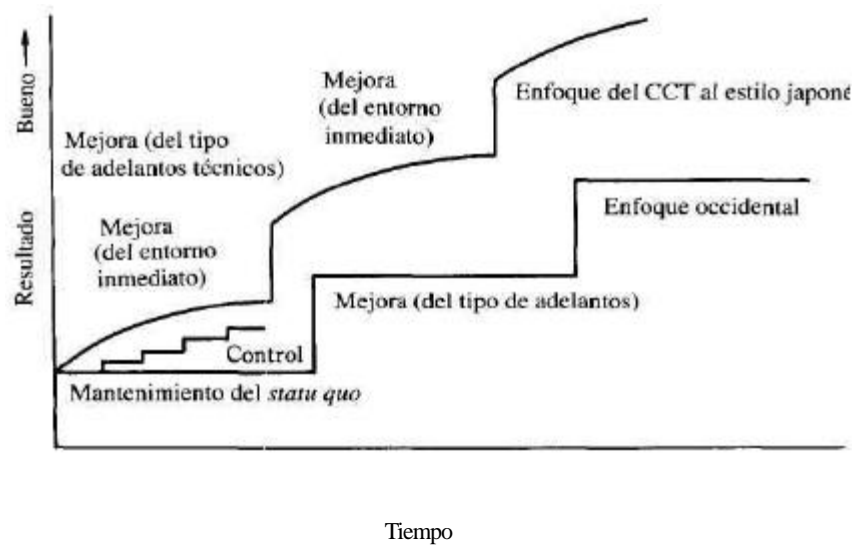 Bueno
Resultado
Mejora (del tipo
de adelantos técnicos)
Mejora
(del entorno
inmediato)
Mejora
(del entorno
inmediato)
Enfoque del CCT al estilo japoné
Enfoque occidental
Mejora (del tipo de adelantos)
Control
Mantenimiento del statu quo
Tiempo